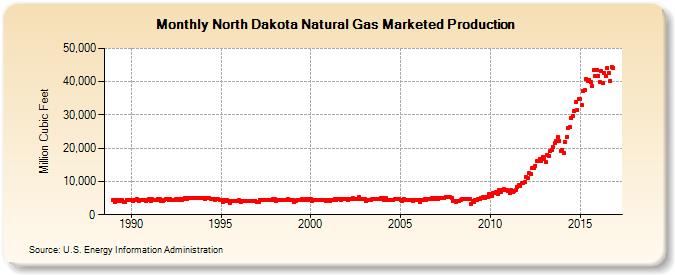 Monthly North Dakota Natural Gas Marketed Production
Million Cubic Feet
50,000
40,000
30,000
20,000
10,000
0
1990 1995 2000 2005 2010 2015
Source: U.S. Energy Information Administration